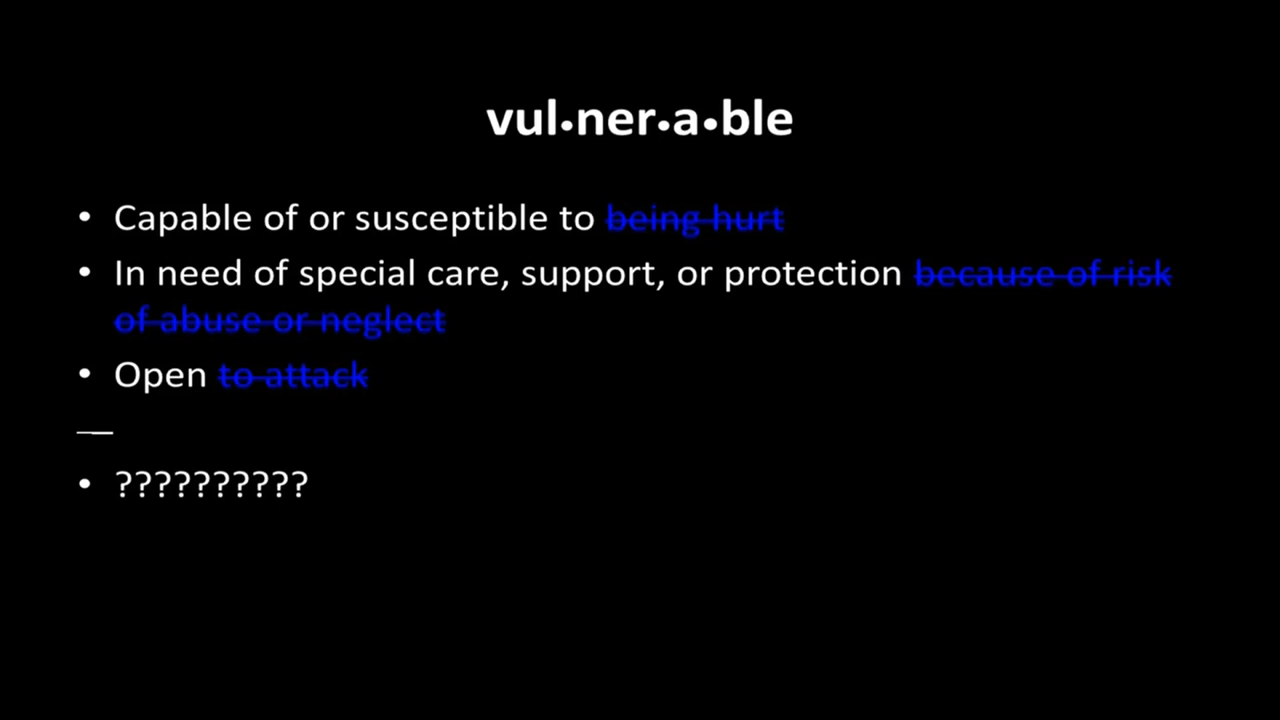 vul•ner•a•ble
• Capable of or susceptible to being hurt
• In need of special care, support, or protection because of risk
of abuse or neglect
• Open to attack
• ??????????